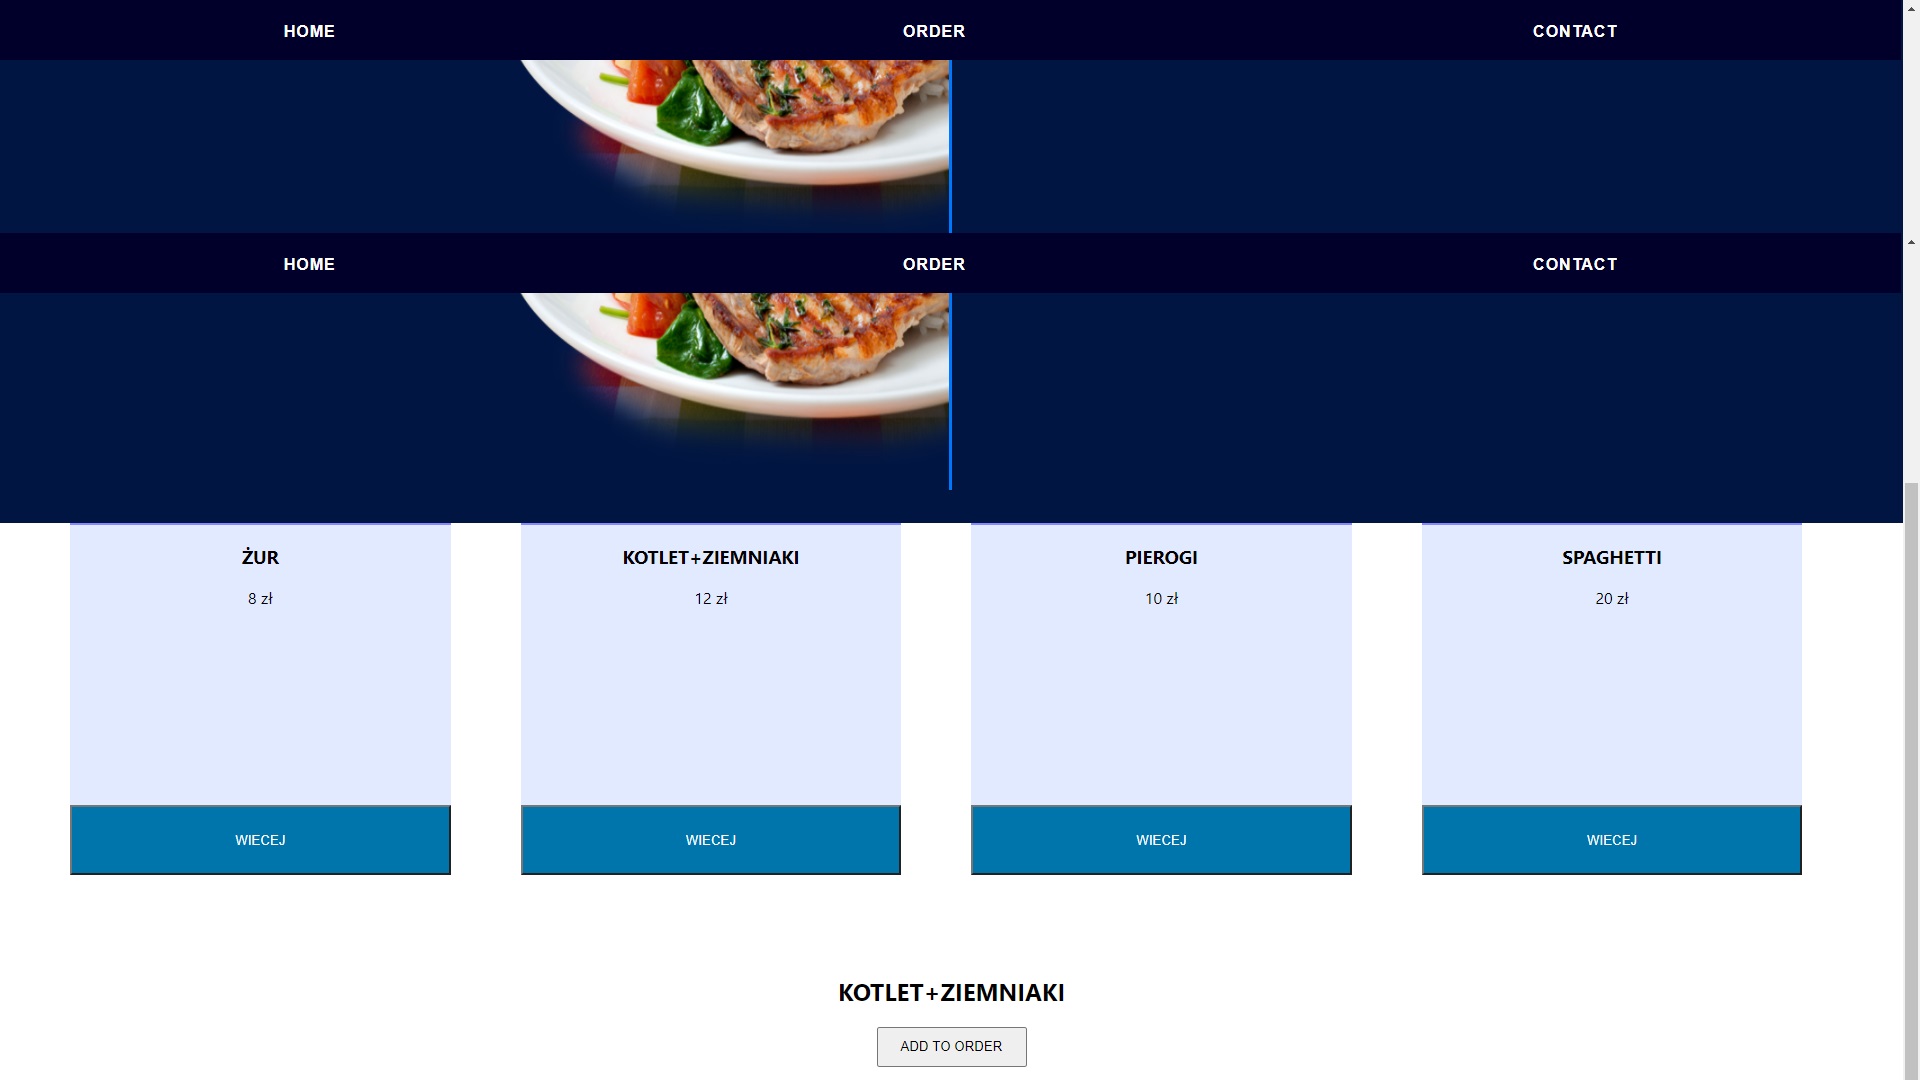 HOME ORDER CONTACT
HOME ORDER CONTACT
ŻUR KOTLET+ZIEMNIAKI PIEROGI SPAGHETTI
8 zł 12 zł 10 zł 20 zł
WIECEJ WIECEJ WIECEJ WIECEJ
KOTLET+ZIEMNIAKI
ADD TO ORDER